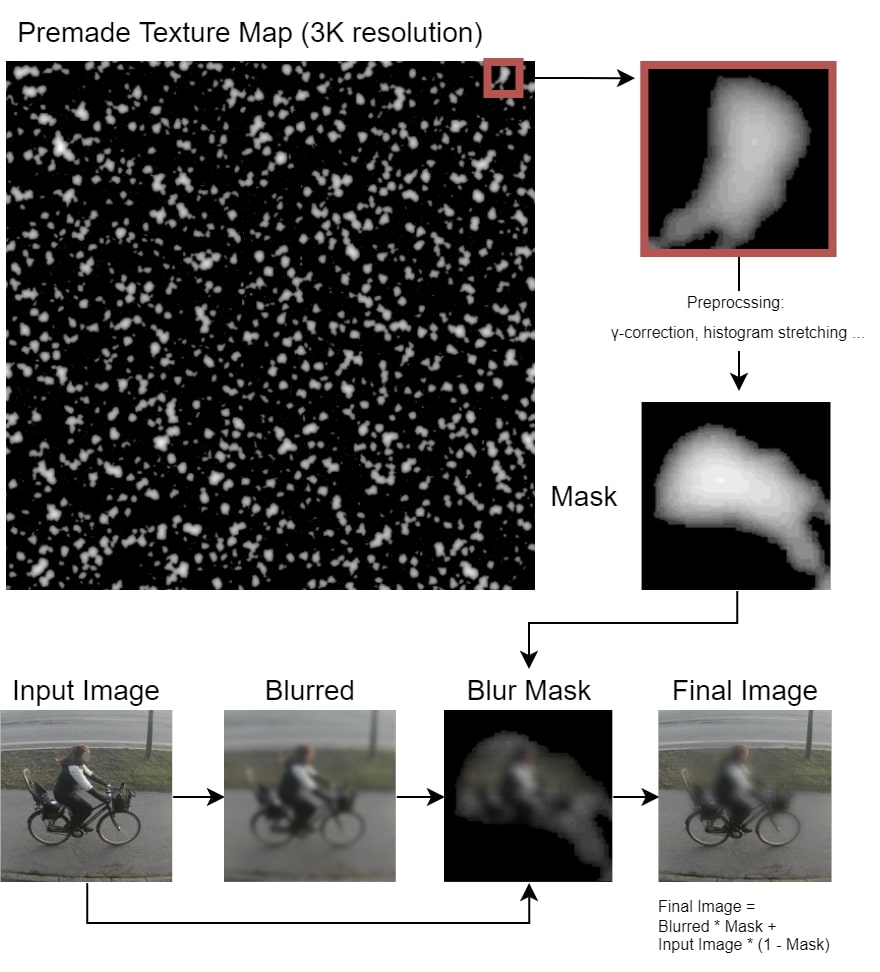 Premade Texture Map (3K resolution)
Preprocssing:
γ-correction, histogram stretching ...
Mask
Input Image
Blurred
Blur Mask
Final Image
Final Image =
Blurred * Mask +
Input Image * (1 - Mask)